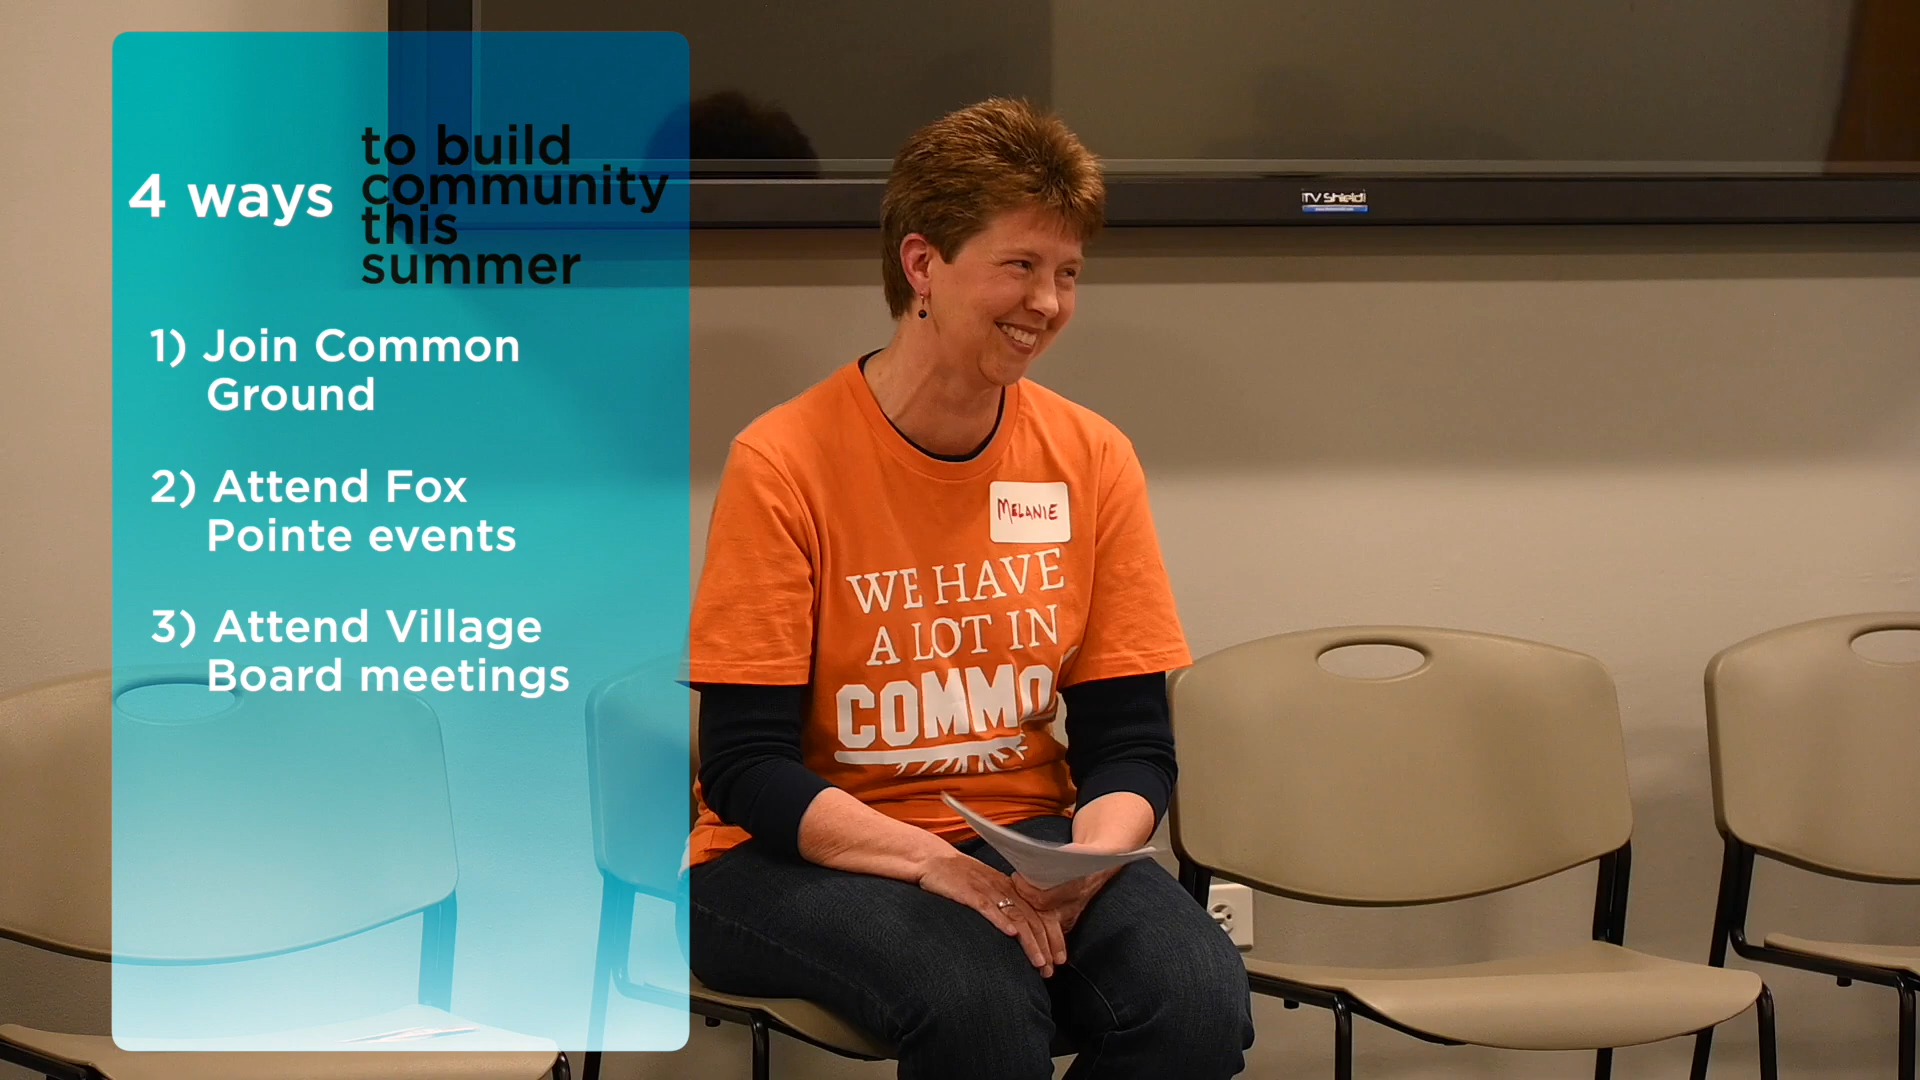 4 ways
to build
community
this
summer
1) Join Common
Ground
2) Attend Fox
Pointe events
3) Attend Village
Board meetings
TV Shield
MELANIE
WE HAVE
A LOT IN
COMMO